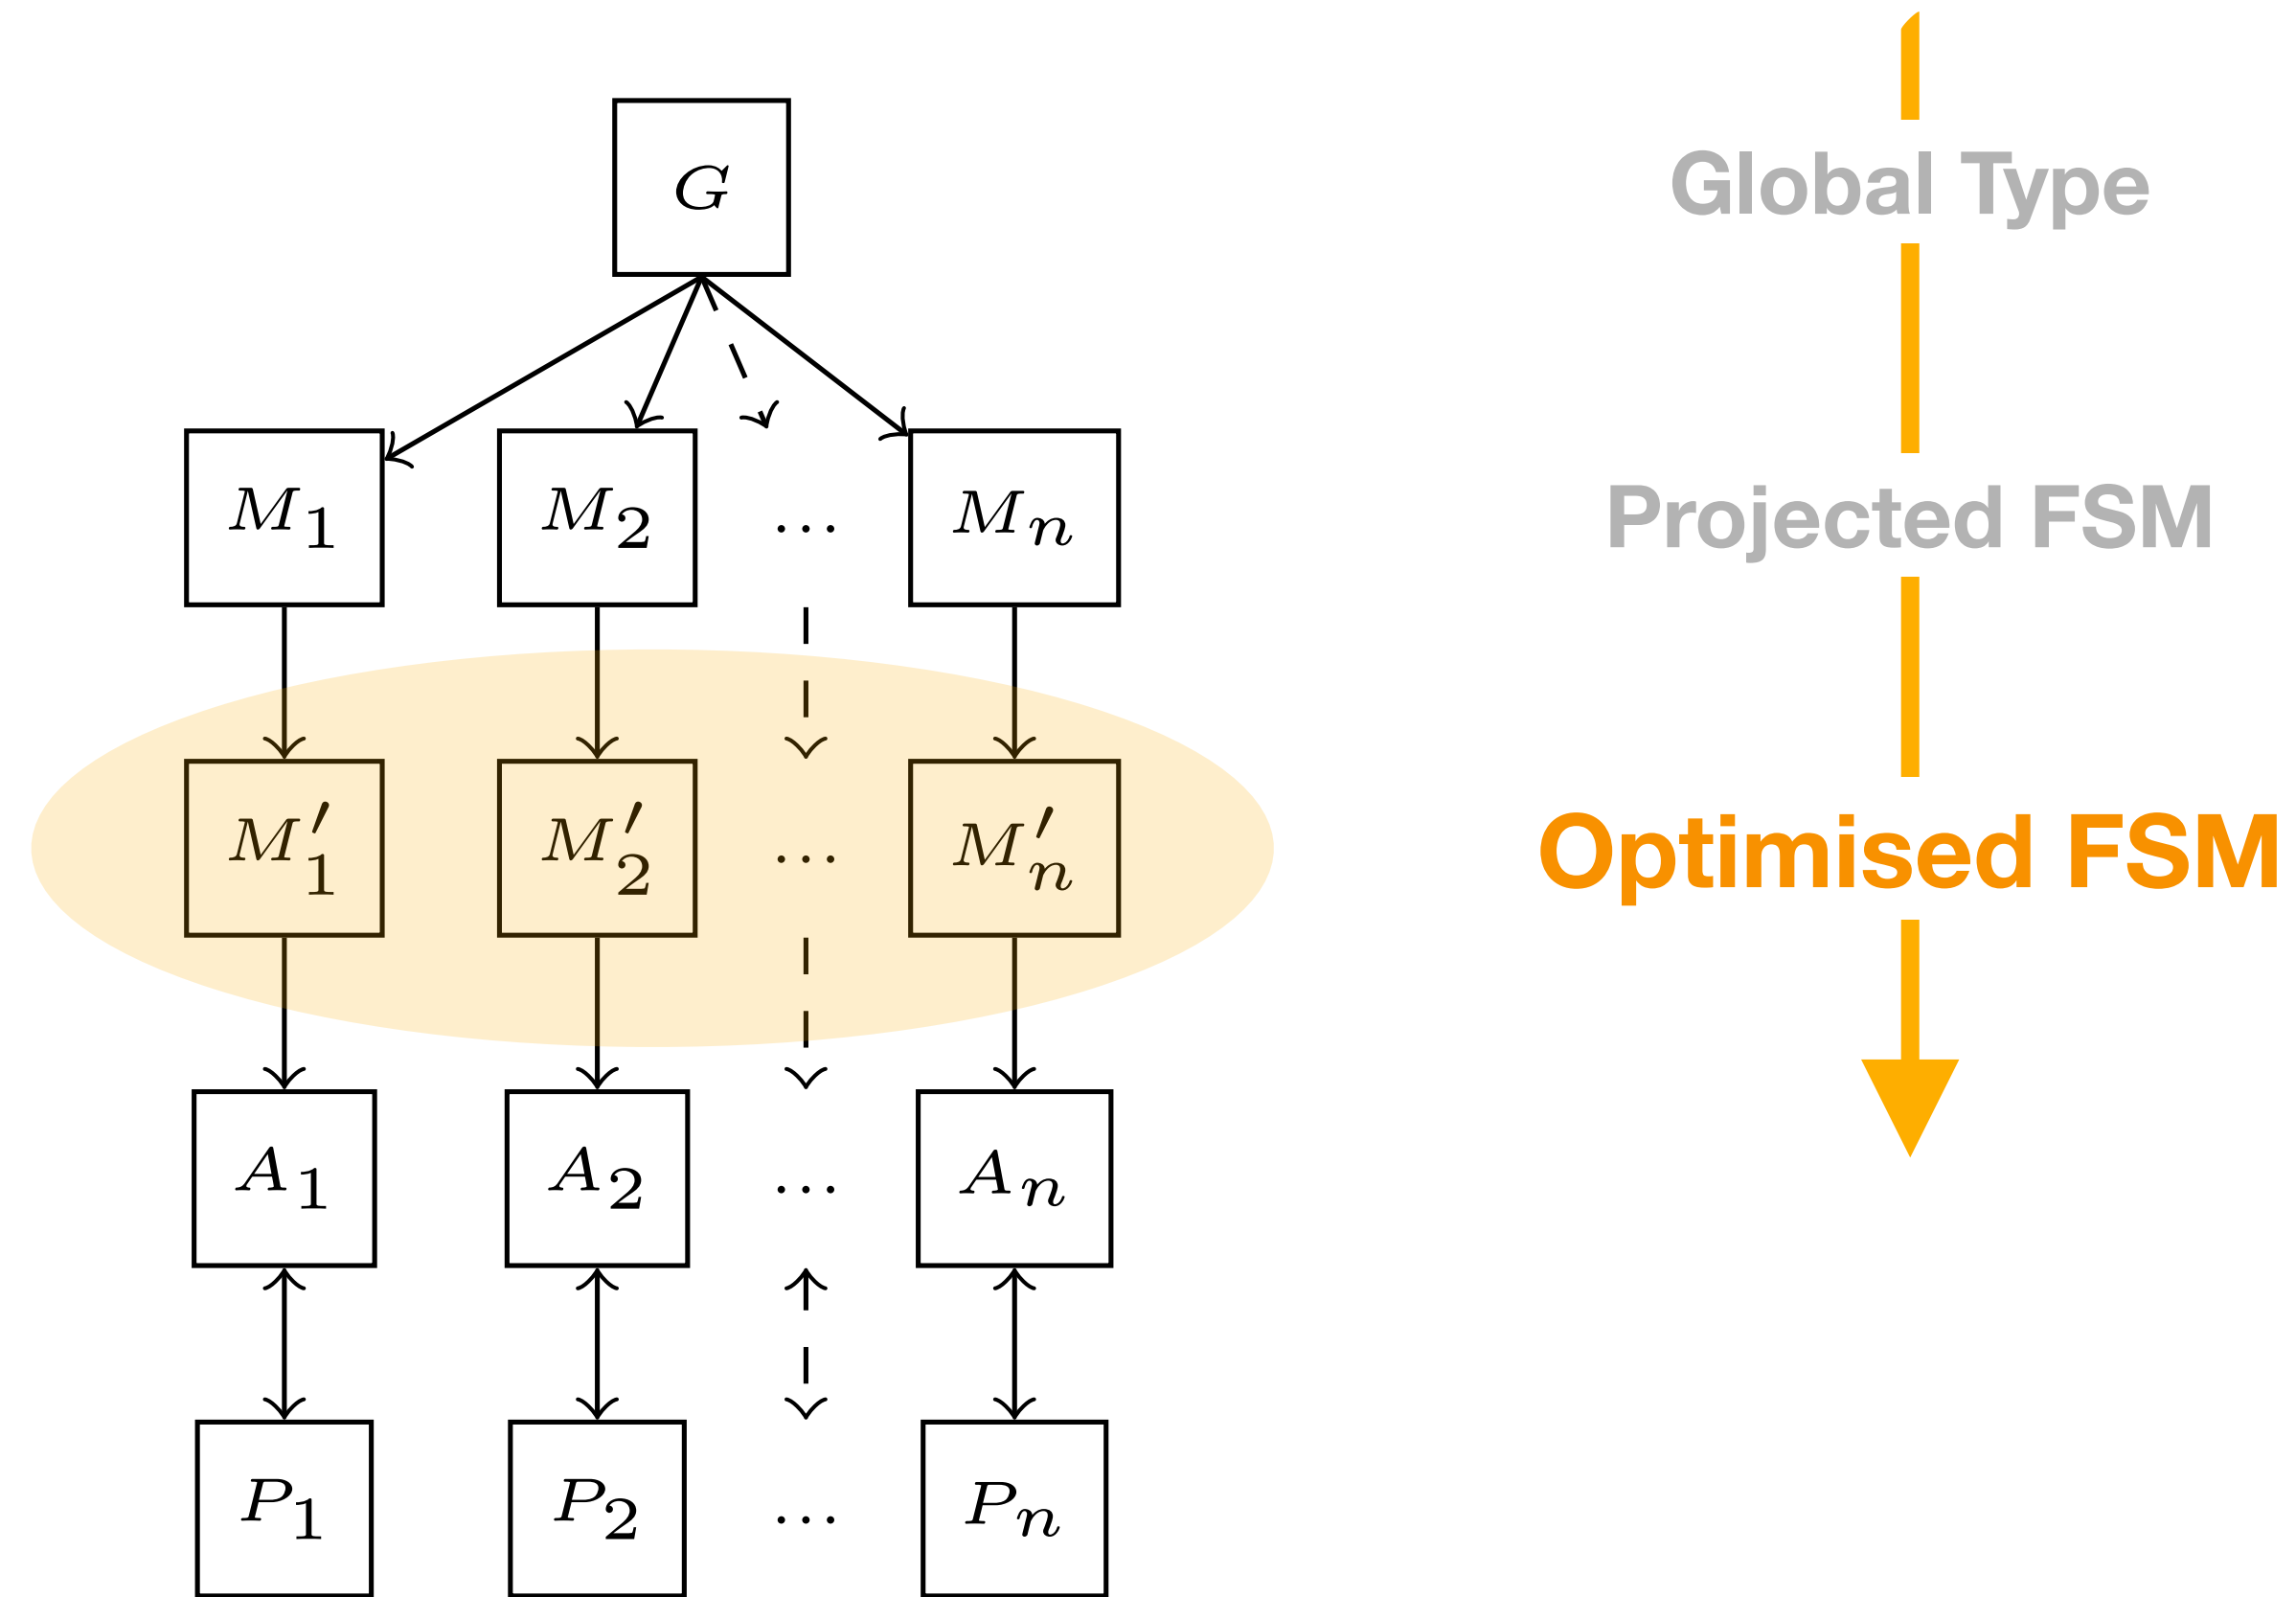 G
Global Type
M₁ M₂ ... Mₙ
Projected FSM
M′₁ M′₂ ... M′ₙ
Optimised FSM
A₁ A₂ ... Aₙ
P₁ P₂ ... Pₙ